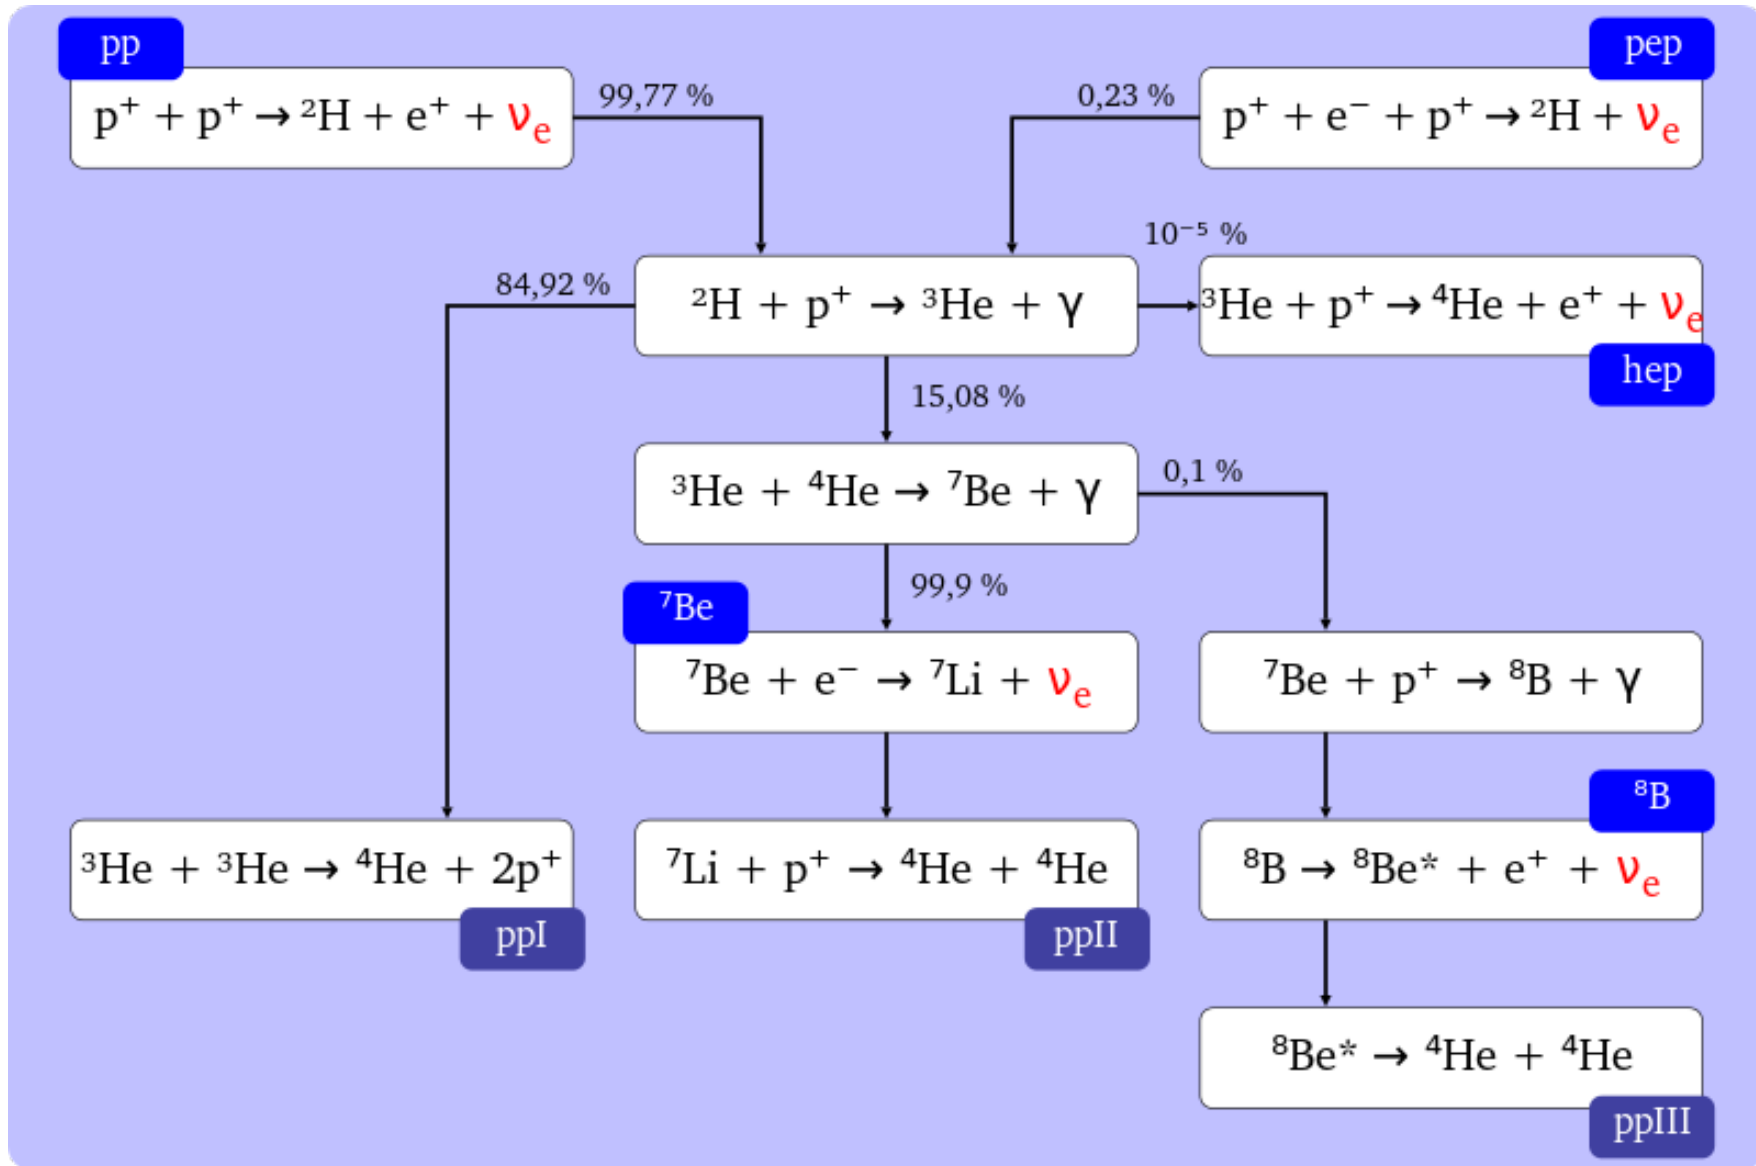 pp
p⁺ + p⁺ → ²H + e⁺ + νₑ
99,77 %
pep
0,23 %
p⁺ + e⁻ + p⁺ → ²H + νₑ
84,92 %
²H + p⁺ → ³He + γ
10⁻⁵ %
³He + p⁺ → ⁴He + e⁺ + νₑ
hep
15,08 %
³He + ⁴He → ⁷Be + γ
0,1 %
99,9 %
⁷Be
⁷Be + e⁻ → ⁷Li + νₑ
⁷Be + p⁺ → ⁸B + γ
³He + ³He → ⁴He + 2p⁺
ppI
⁷Li + p⁺ → ⁴He + ⁴He
ppII
⁸B
⁸B → ⁸Be* + e⁺ + νₑ
⁸Be* → ⁴He + ⁴He
ppIII